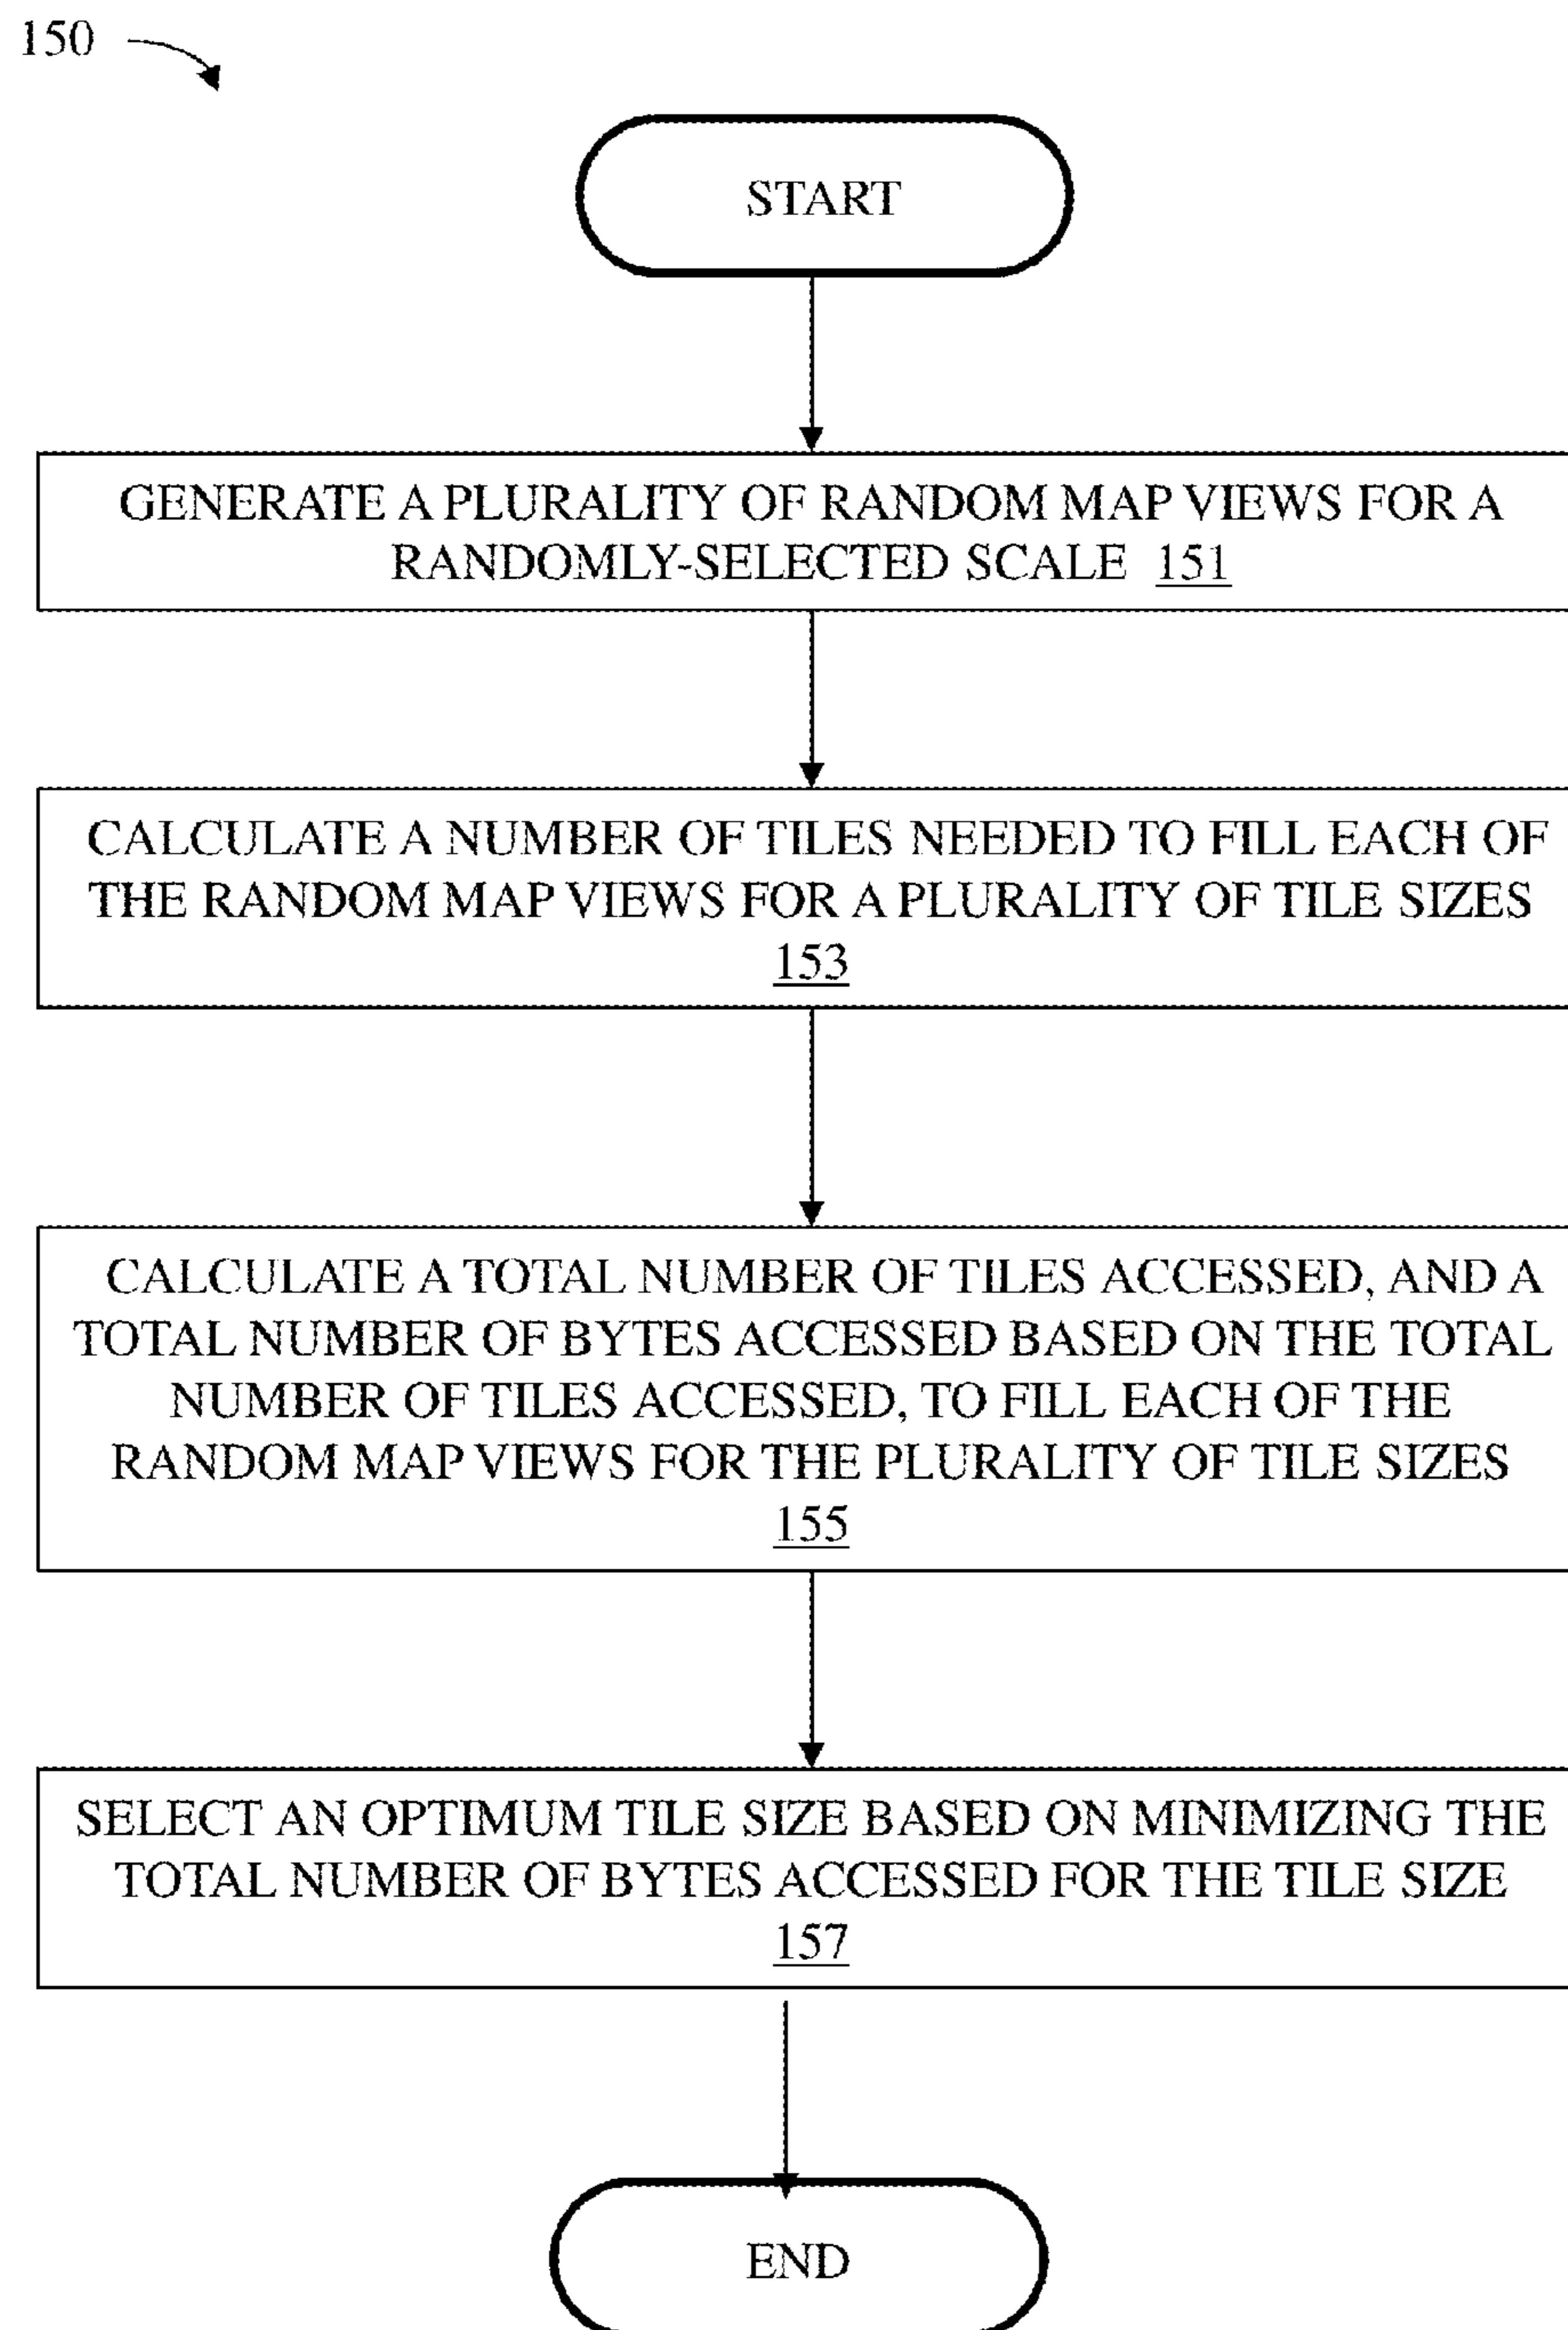 150
START
GENERATE A PLURALITY OF RANDOM MAP VIEWS FOR A
RANDOMLY-SELECTED SCALE 151
CALCULATE A NUMBER OF TILES NEEDED TO FILL EACH OF
THE RANDOM MAP VIEWS FOR A PLURALITY OF TILE SIZES
153
CALCULATE A TOTAL NUMBER OF TILES ACCESSED, AND A
TOTAL NUMBER OF BYTES ACCESSED BASED ON THE TOTAL
NUMBER OF TILES ACCESSED, TO FILL EACH OF THE
RANDOM MAP VIEWS FOR THE PLURALITY OF TILE SIZES
155
SELECT AN OPTIMUM TILE SIZE BASED ON MINIMIZING THE
TOTAL NUMBER OF BYTES ACCESSED FOR THE TILE SIZE
157
END